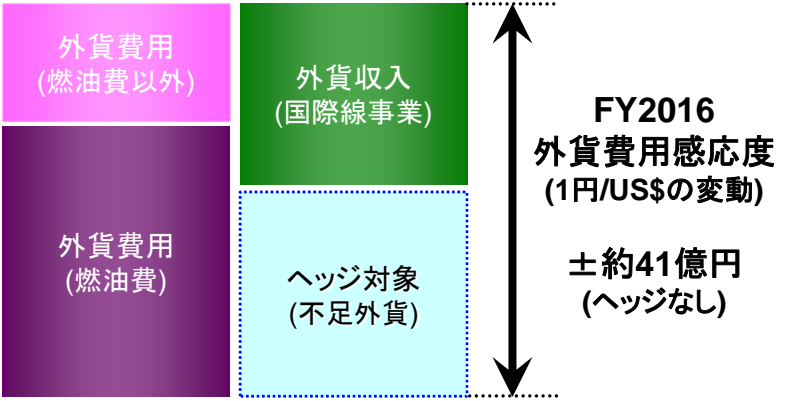 外貨費用
(燃油費以外)
外貨費用
(燃油費)
外貨収入
(国際線事業)
ヘッジ対象
(不足外貨)
FY2016
外貨費用感応度
(1円/US$の変動)
±約41億円
(ヘッジなし)